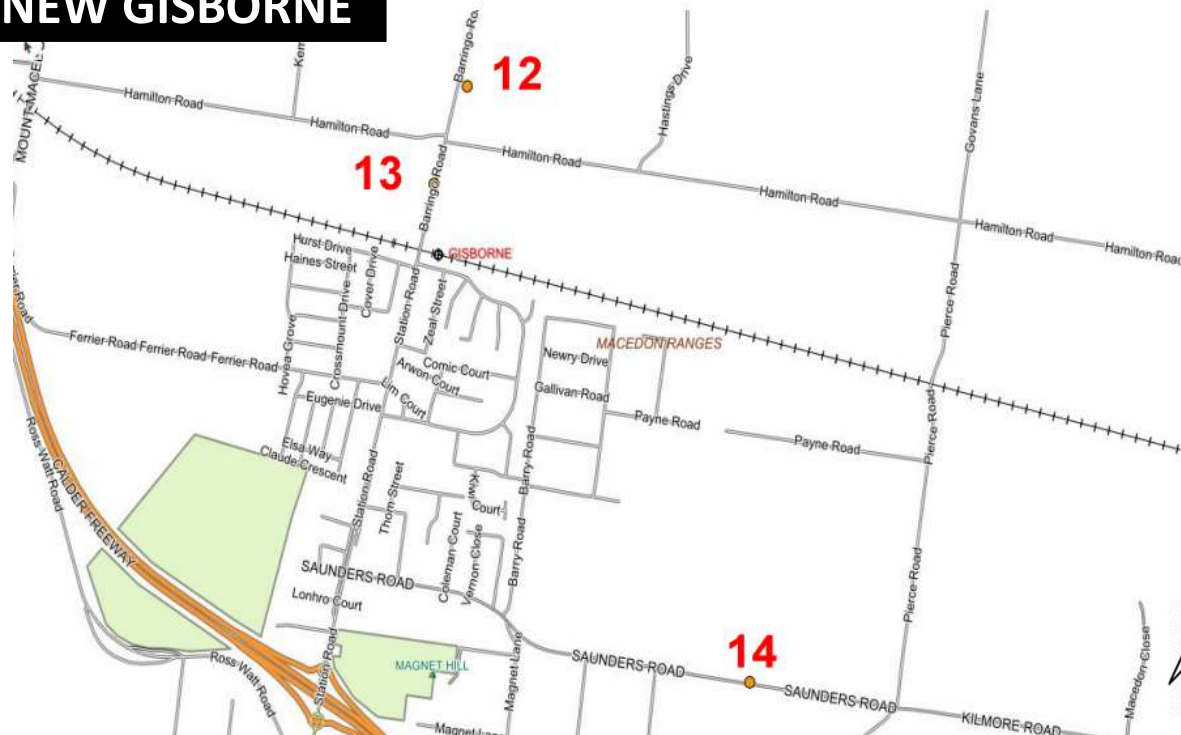 NEW GISBORNE
12
Barringo Ro
Hamilton Road
Hamilton Road
Hastings Drive
Govans Lane
MOUNT MACED
Ken
13
Barringo Road
Hamilton Road
Hamilton Road
Hamilton Road
Hamilton Road
GISBORNE
Hurst Drive
Haines Street
Cover Drive
Crossmount Drive
Hovea Grove
Station Road
Zeal Street
Pierce Road
rier Road
Ferrier Road Ferrier Road Ferrier Road
Comic Court
Arwon Court
Lim Court
Eugenie Drive
Newry Drive
MACEDON RANGES
Gallivan Road
Payne Road
Payne Road
Pierce Road
Elsa Way
Claude Crescent
Ross Watt Road
CALDER FREEWAY
Station Road
Thom Street
Kiwi
Court
Barry Road
Barry Road
Coleman Court
Vernon Close
SAUNDERS ROAD
Lonhro Court
Pierce Road
Ross Watt Road
Station Road
MAGNET HILL
Magnet Lane
Magnet La
SAUNDERS ROAD
14
SAUNDERS ROAD
KILMORE ROAD
Macedon Close